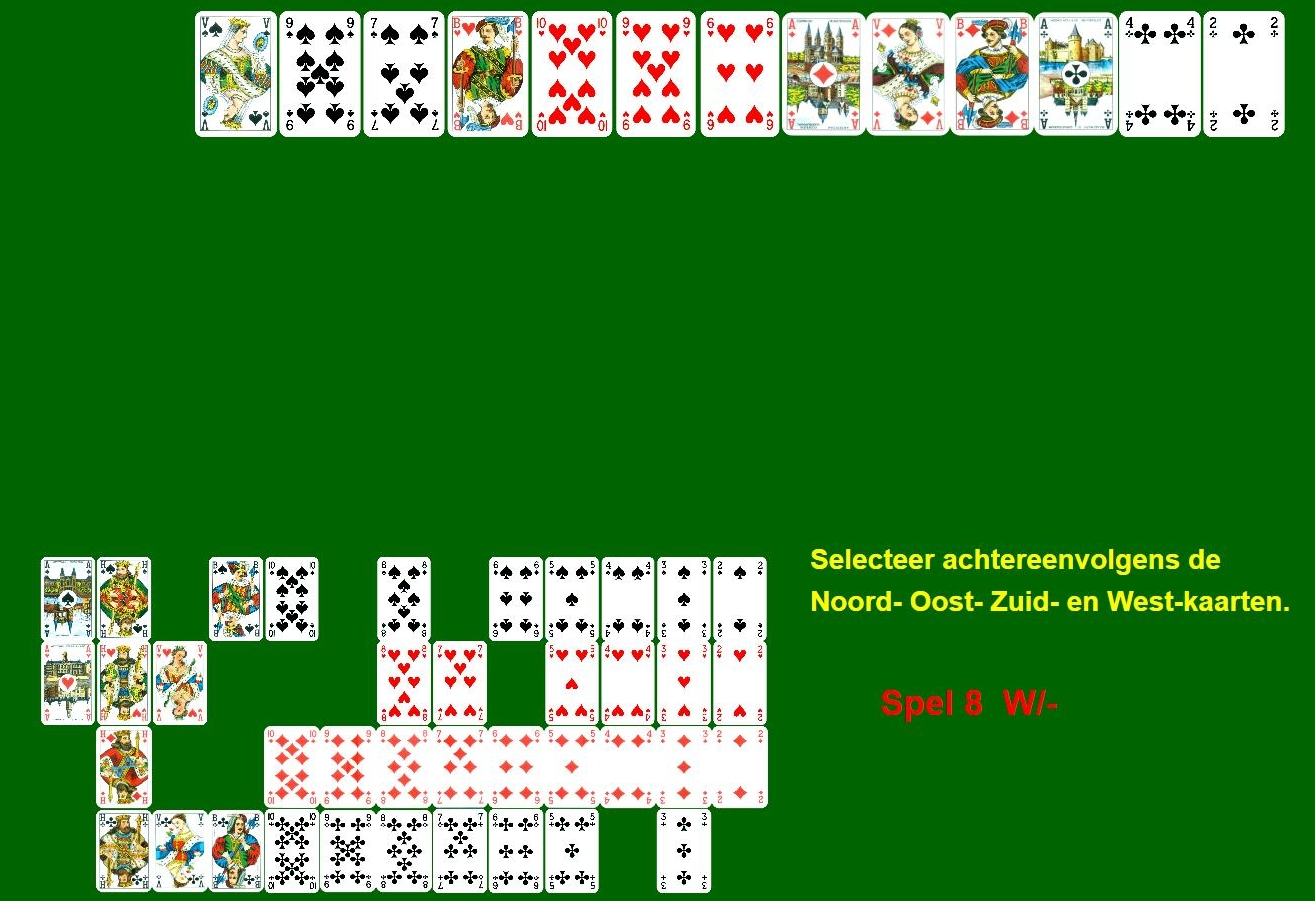 Selecteer achtereenvolgens de
Noord- Oost- Zuid- en West-kaarten.
Spel 8 W/-